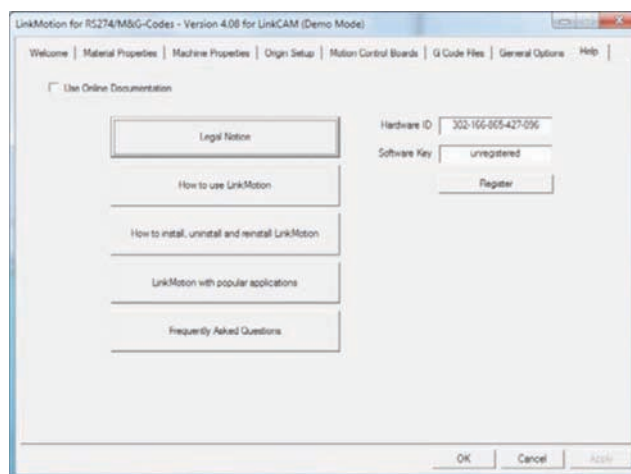 LinkMotion for RS274/M&G-Codes - Version 4.08 for LinkCAM (Demo Mode)
Welcome | Material Properties | Machine Properties | Origin Setup | Motion Control Boards | G Code Files | General Options | Help
Use Online Documentation
Legal Notice
Hardware ID 302-166-865-427-096
Software Key unregistered
Register
How to use LinkMotion
How to install, uninstall and reinstall LinkMotion
LinkMotion with popular applications
Frequently Asked Questions
OK Cancel Apply